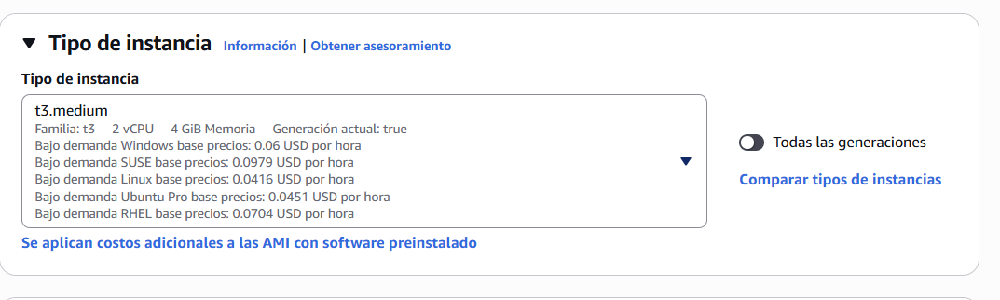 Tipo de instancia Información | Obtener asesoramiento
Tipo de instancia
t3.medium
Familia: t3 2 vCPU 4 GiB Memoria Generación actual: true
Bajo demanda Windows base precios: 0.06 USD por hora
Bajo demanda SUSE base precios: 0.0979 USD por hora
Bajo demanda Linux base precios: 0.0416 USD por hora
Bajo demanda Ubuntu Pro base precios: 0.0451 USD por hora
Bajo demanda RHEL base precios: 0.0704 USD por hora
Todas las generaciones
Comparar tipos de instancias
Se aplican costos adicionales a las AMI con software preinstalado